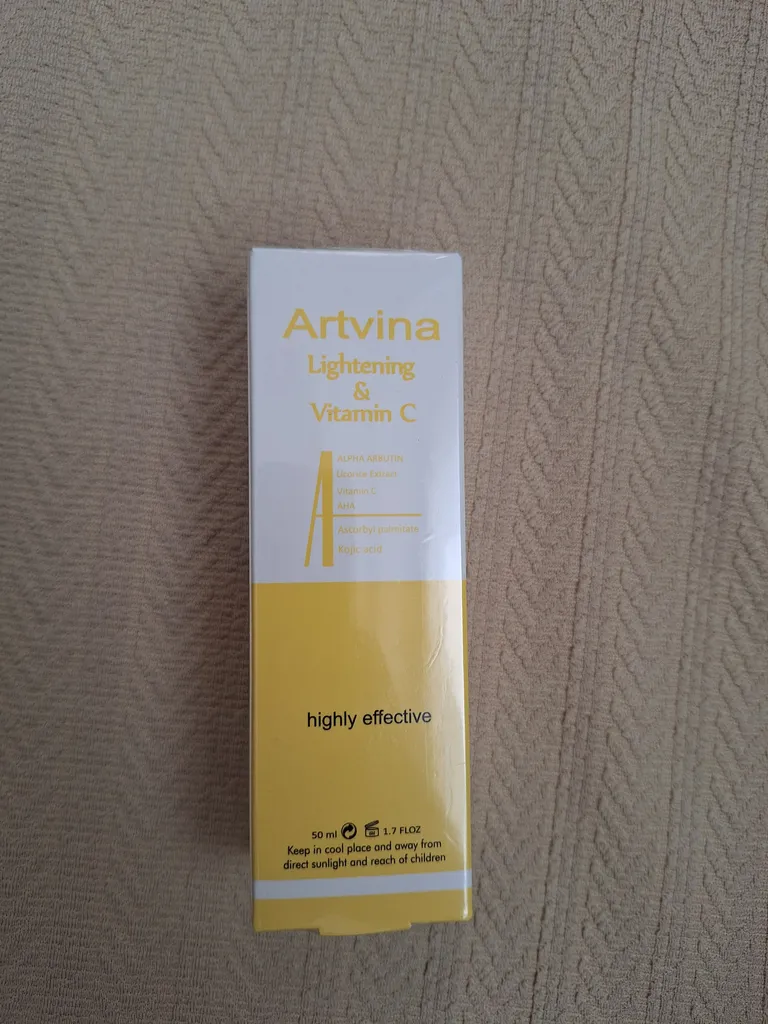 Artvina
Lightening
&
Vitamin C
ALPHA ARBUTIN
Licorice Extract
Vitamin C
AHA
Ascorbyl palmitate
Kojic acid
highly effective
50 ml 1.7 FLOZ
Keep in cool place and away from
direct sunlight and reach of children